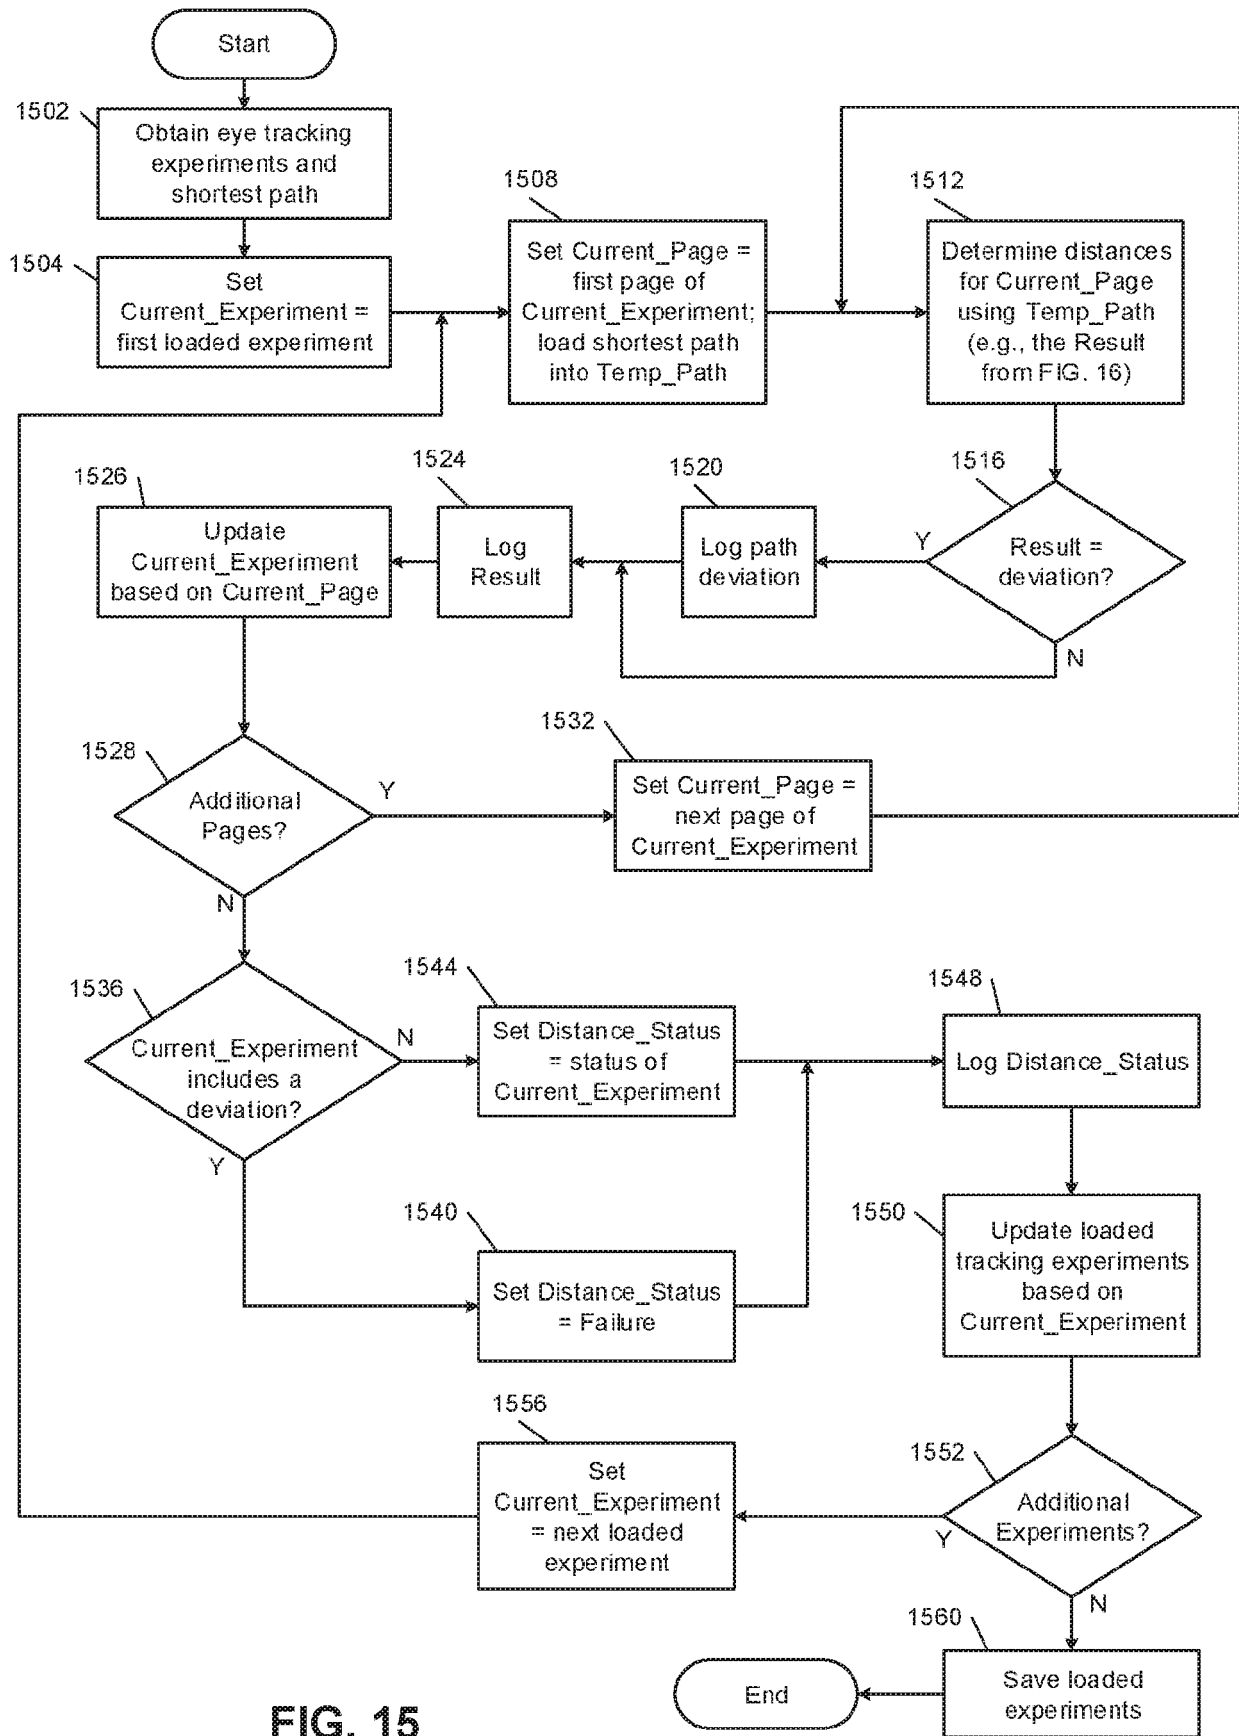 Start
1502
Obtain eye tracking
experiments and
shortest path
1504
Set
Current_Experiment =
first loaded experiment
1508
Set Current_Page =
first page of
Current_Experiment;
load shortest path
into Temp_Path
1512
Determine distances
for Current_Page
using Temp_Path
(e.g., the Result
from FIG. 16)
1516
Result =
deviation?
Y
N
1520
Log path
deviation
1524
Log
Result
1526
Update
Current_Experiment
based on Current_Page
1528
Additional
Pages?
Y
N
1532
Set Current_Page =
next page of
Current_Experiment
1536
Current_Experiment
includes a
deviation?
N
Y
1544
Set Distance_Status
= status of
Current_Experiment
1540
Set Distance_Status
= Failure
1548
Log Distance_Status
1550
Update loaded
tracking experiments
based on
Current_Experiment
1552
Additional
Experiments?
Y
N
1556
Set
Current_Experiment
= next loaded
experiment
1560
Save loaded
experiments
End
FIG. 15